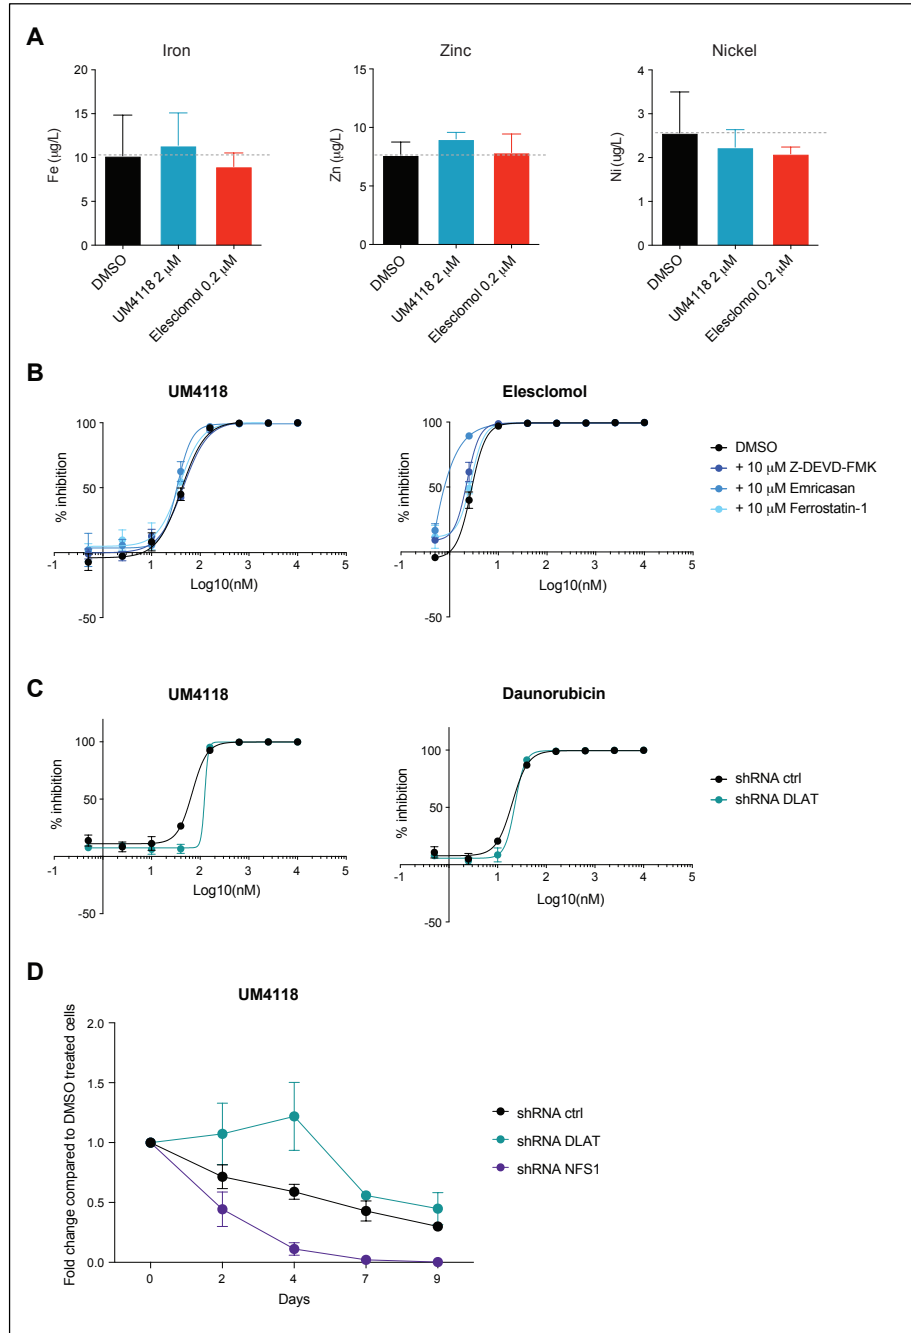 A
Iron
Zinc
Nickel
Fe (μg/L)
20
15
10
5
0
DMSO
UM4118 2 μM
Elesclomol 0.2 μM
Zn (μg/L)
15
10
5
0
DMSO
UM4118 2 μM
Elesclomol 0.2 μM
Ni (ug/L)
4
3
2
1
0
DMSO
UM4118 2 μM
Elesclomol 0.2 μM
B
UM4118
% inhibition
100
50
-50
-1
1
2
3
4
5
Log10(nM)
Elesclomol
% inhibition
100
50
-50
-1
1
2
3
4
5
Log10(nM)
DMSO
+ 10 μM Z-DEVD-FMK
+ 10 μM Emricasan
+ 10 μM Ferrostatin-1
C
UM4118
% inhibition
100
50
-50
-1
1
2
3
4
5
Log10(nM)
Daunorubicin
% inhibition
100
50
-50
-1
1
2
3
4
5
Log10(nM)
shRNA ctrl
shRNA DLAT
D
UM4118
Fold change compared to DMSO treated cells
2.0
1.5
1.0
0.5
0.0
0
2
4
7
9
Days
shRNA ctrl
shRNA DLAT
shRNA NFS1